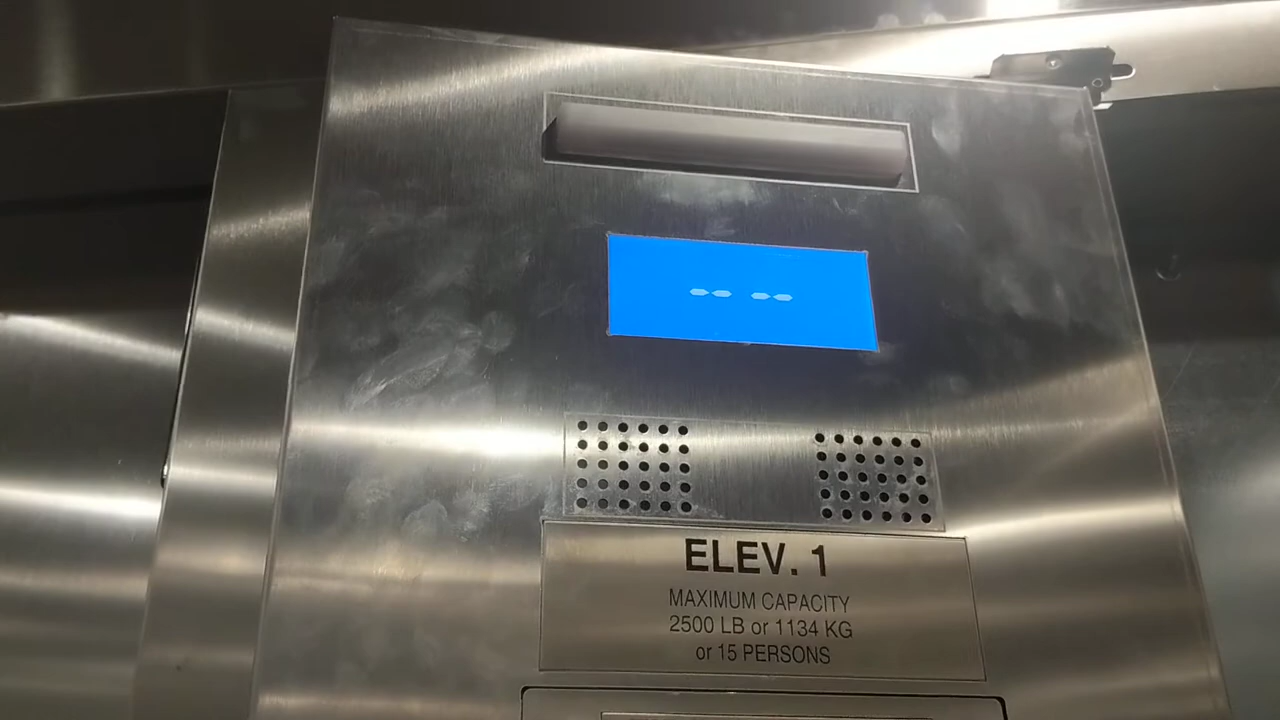 -- --
ELEV. 1
MAXIMUM CAPACITY
2500 LB or 1134 KG
or 15 PERSONS